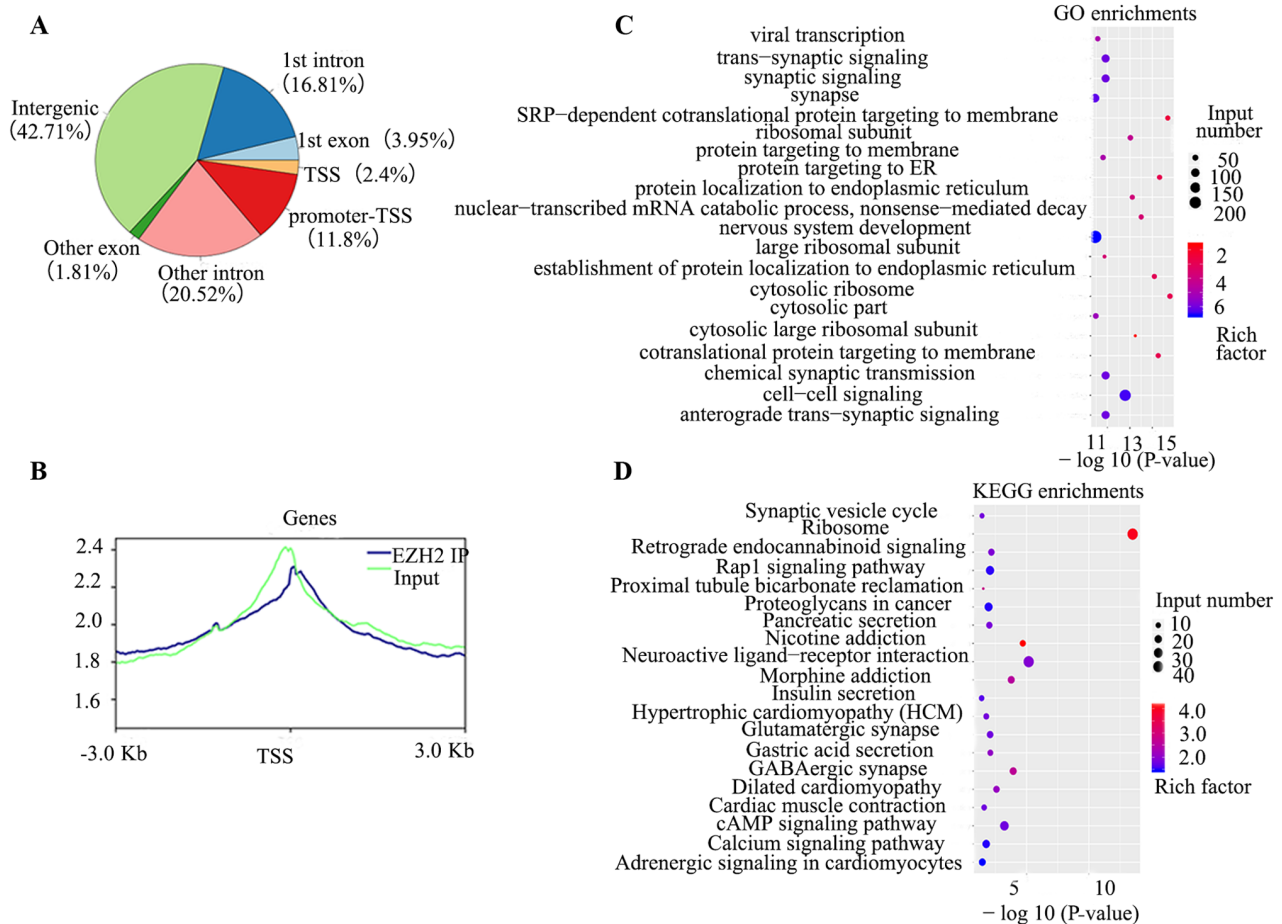 A
1st intron
(16.81%)
Intergenic
(42.71%)
1st exon (3.95%)
TSS (2.4%)
promoter-TSS
(11.8%)
Other exon
(1.81%)
Other intron
(20.52%)
B
Genes
EZH2 IP
Input
2.4
2.2
2.0
1.8
1.6
-3.0 Kb
TSS
3.0 Kb
C
GO enrichments
viral transcription
trans−synaptic signaling
synaptic signaling
synapse
SRP−dependent cotranslational protein targeting to membrane
ribosomal subunit
protein targeting to membrane
protein targeting to ER
protein localization to endoplasmic reticulum
nuclear−transcribed mRNA catabolic process, nonsense−mediated decay
nervous system development
large ribosomal subunit
establishment of protein localization to endoplasmic reticulum
cytosolic ribosome
cytosolic part
cytosolic large ribosomal subunit
cotranslational protein targeting to membrane
chemical synaptic transmission
cell−cell signaling
anterograde trans−synaptic signaling
11 13 15
− log 10 (P-value)
Input
number
50
100
150
200
2
4
6
Rich
factor
D
KEGG enrichments
Synaptic vesicle cycle
Ribosome
Retrograde endocannabinoid signaling
Rap1 signaling pathway
Proximal tubule bicarbonate reclamation
Proteoglycans in cancer
Pancreatic secretion
Nicotine addiction
Neuroactive ligand−receptor interaction
Morphine addiction
Insulin secretion
Hypertrophic cardiomyopathy (HCM)
Glutamatergic synapse
Gastric acid secretion
GABAergic synapse
Dilated cardiomyopathy
Cardiac muscle contraction
cAMP signaling pathway
Calcium signaling pathway
Adrenergic signaling in cardiomyocytes
5 10
− log 10 (P-value)
Input number
10
20
30
40
4.0
3.0
2.0
Rich factor